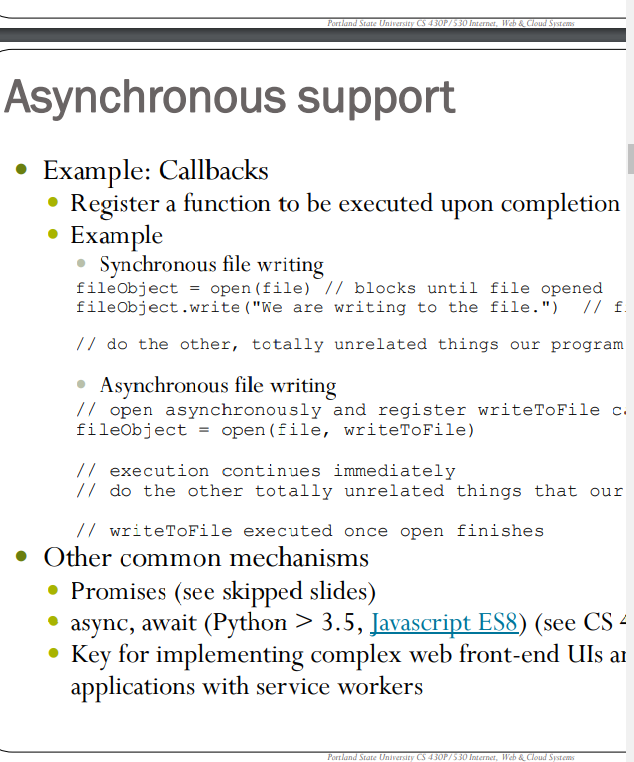 Portland State University CS 430P/530 Internet, Web & Cloud Systems
Asynchronous support
Example: Callbacks
Register a function to be executed upon completion
Example
Synchronous file writing
fileObject = open(file) // blocks until file opened
fileObject.write("We are writing to the file.") // f
// do the other, totally unrelated things our program
Asynchronous file writing
// open asynchronously and register writeToFile c
fileObject = open(file, writeToFile)
// execution continues immediately
// do the other totally unrelated things that our
// writeToFile executed once open finishes
Other common mechanisms
Promises (see skipped slides)
async, await (Python > 3.5, Javascript ES8) (see CS 4
Key for implementing complex web front-end UIs
applications with service workers
Portland State University CS 430P/530 Internet, Web & Cloud Systems